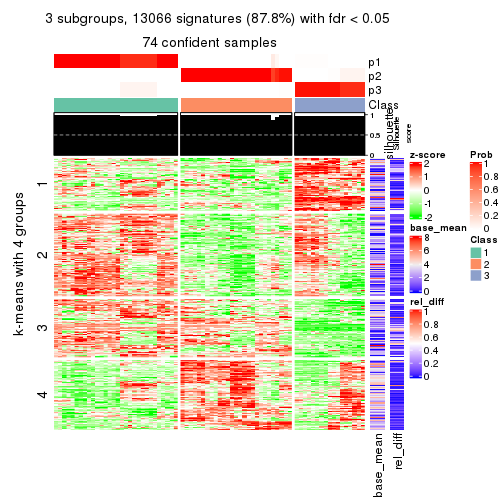 3 subgroups, 13066 signatures (87.8%) with fdr < 0.05
74 confident samples
p1
p2
p3
Class
1
0.5
0
silhouette
Silhouette
score
k-means with 4 groups
1
2
3
4
base_mean
rel_diff
z-score
2
1
0
-1
-2
base_mean
8
6
4
2
0
rel_diff
1
0.8
0.6
0.4
0.2
0
Prob
1
0.8
0.6
0.4
0.2
0
Class
1
2
3